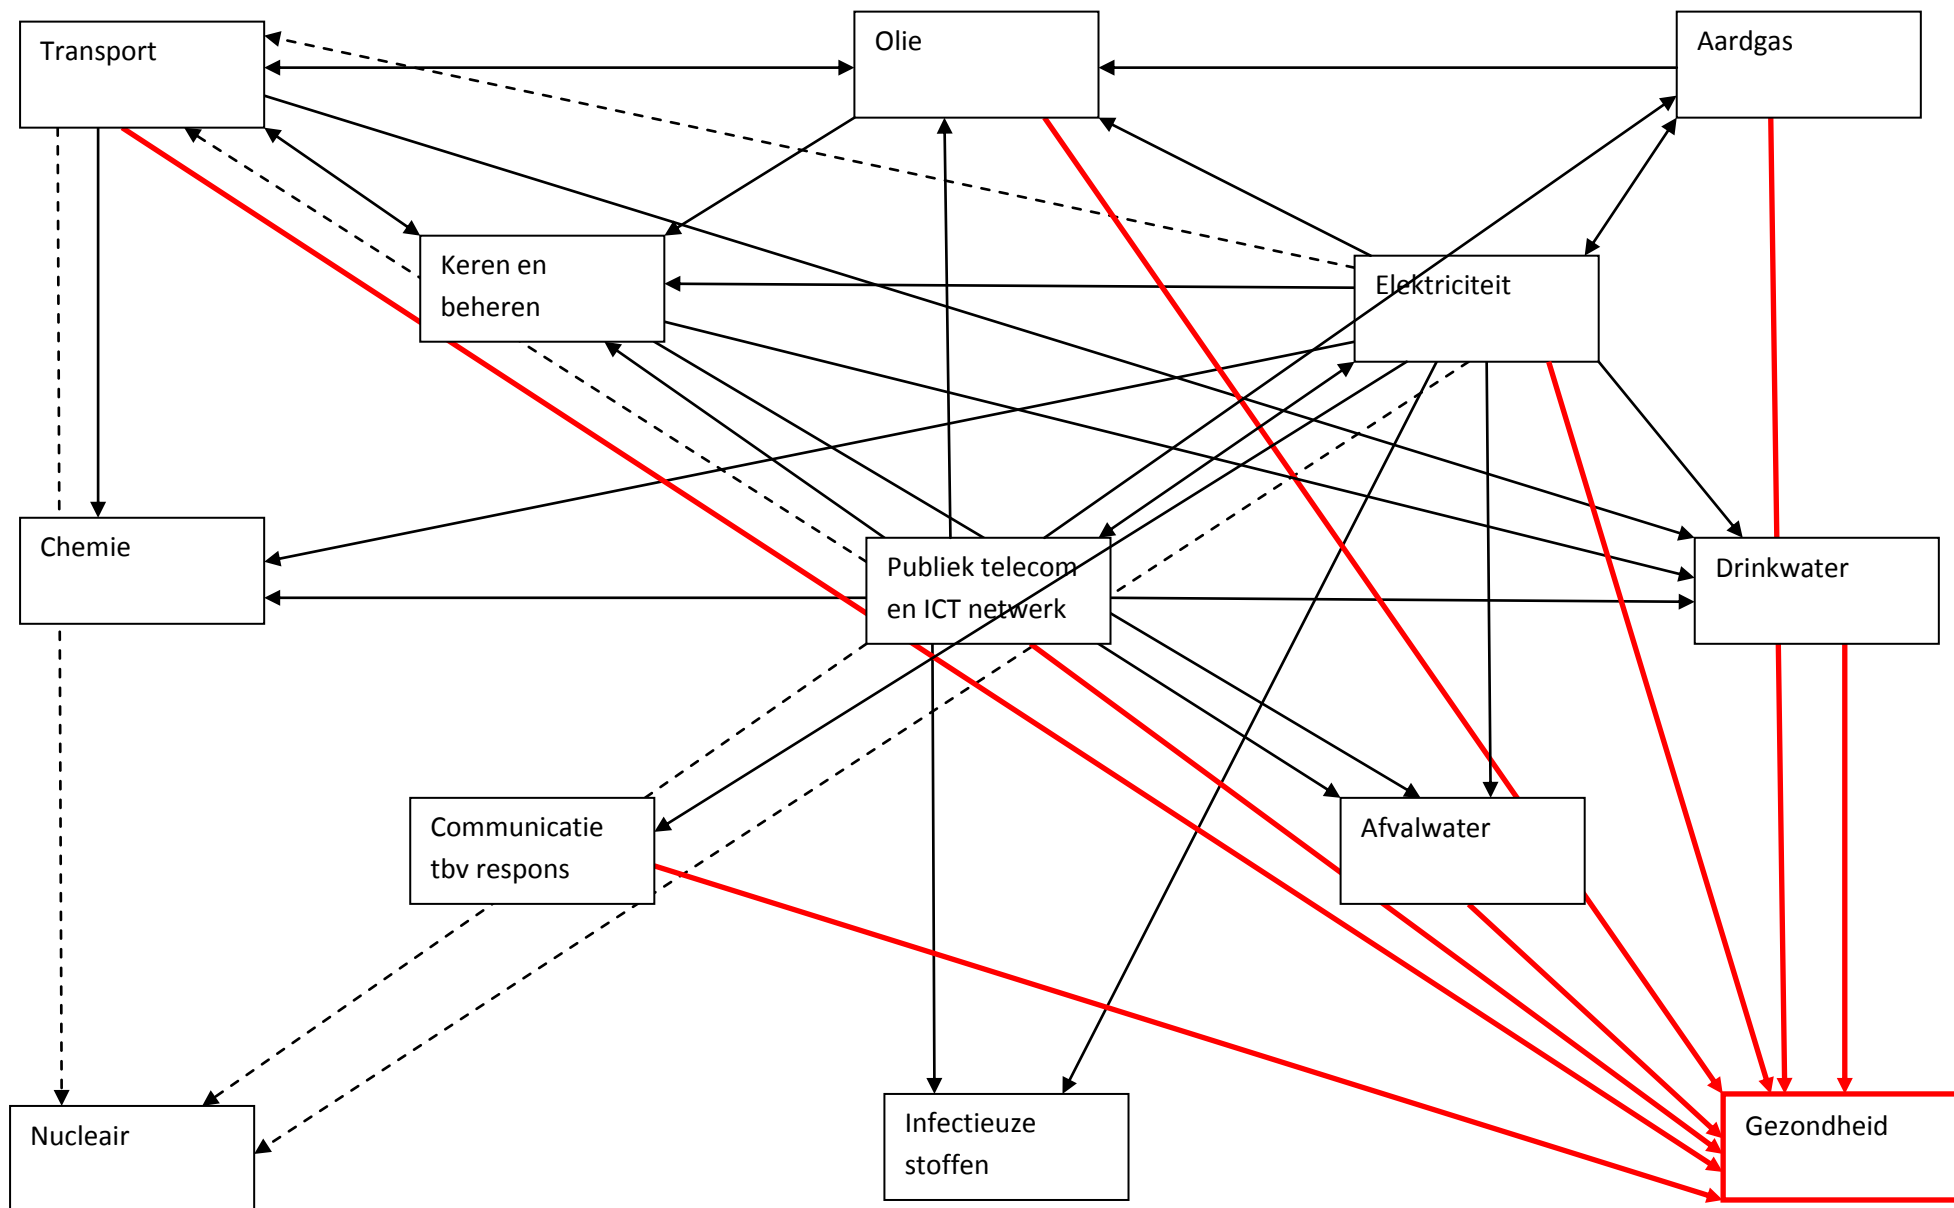 Transport
Olie
Aardgas
Keren en
beheren
Elektriciteit
Chemie
Publiek telecom
en ICT netwerk
Drinkwater
Communicatie
tbv respons
Afvalwater
Nucleair
Infectieuze
stoffen
Gezondheid